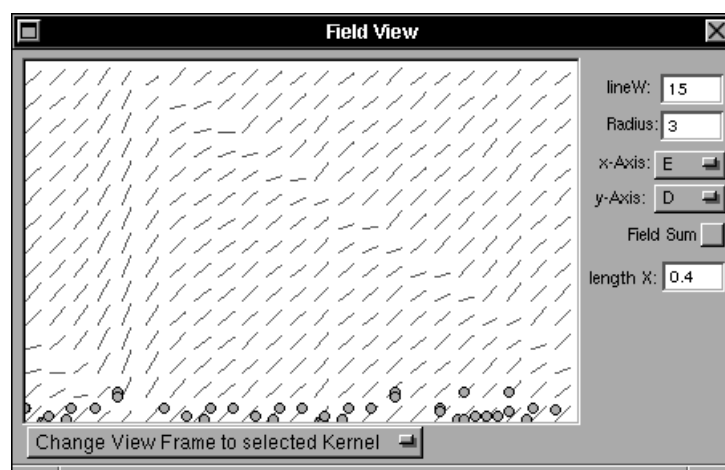 Field View
lineW: 15
Radius: 3
x-Axis: E
y-Axis: D
Field Sum
length X: 0.4
Change View Frame to selected Kernel